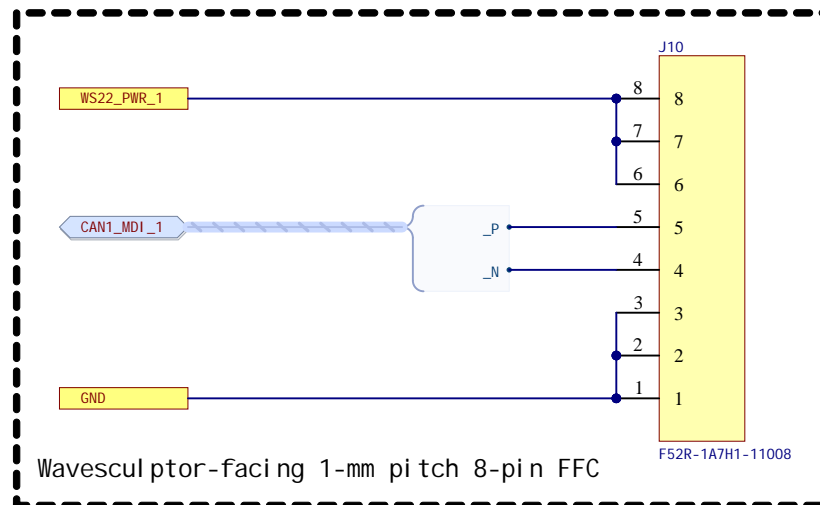 J10
WS22_PWR_1
8 8
7 7
6 6
CAN1_MDI_1 _P 5 5
_N 4 4
3 3
2 2
GND 1 1
Wavesculptor-facing 1-mm pitch 8-pin FFC
F52R-1A7H1-11008